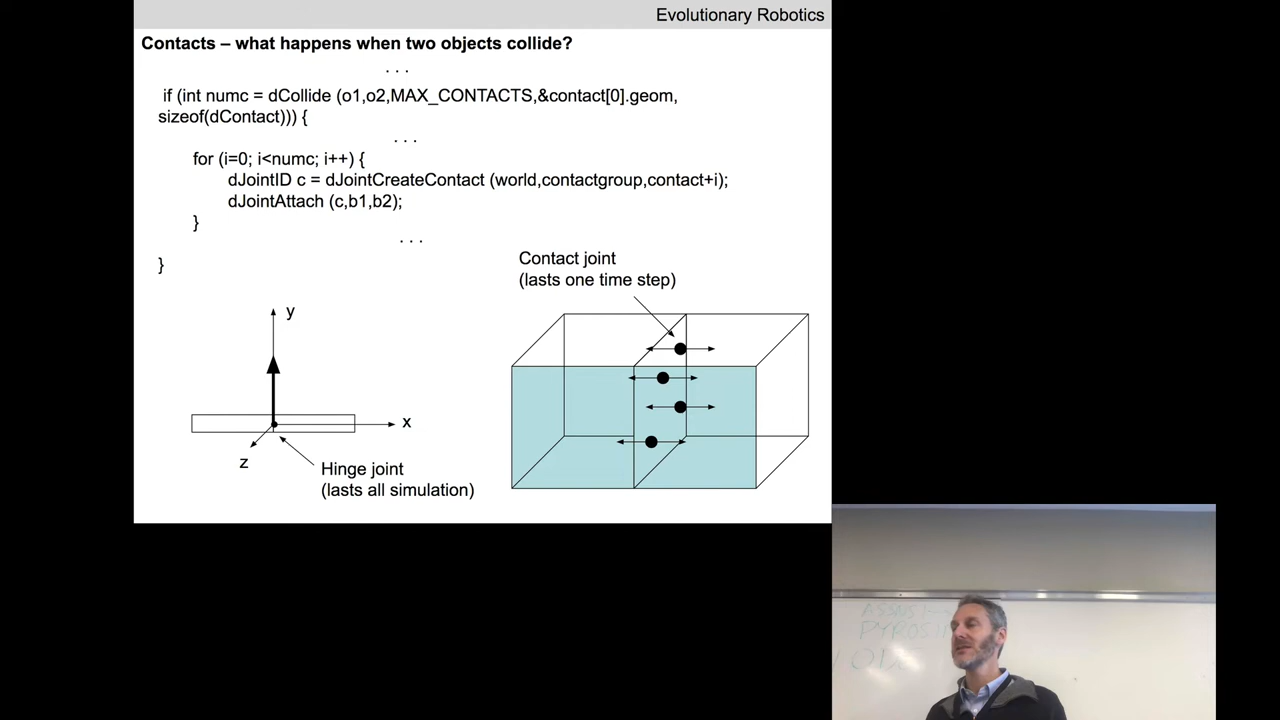 Evolutionary Robotics
Contacts – what happens when two objects collide?
. . .
if (int numc = dCollide (o1,o2,MAX_CONTACTS,&contact[0].geom,
sizeof(dContact))) {
. . .
for (i=0; i<numc; i++) {
dJointID c = dJointCreateContact (world,contactgroup,contact+i);
dJointAttach (c,b1,b2);
}
. . .
}
Contact joint
(lasts one time step)
y
x
z
Hinge joint
(lasts all simulation)